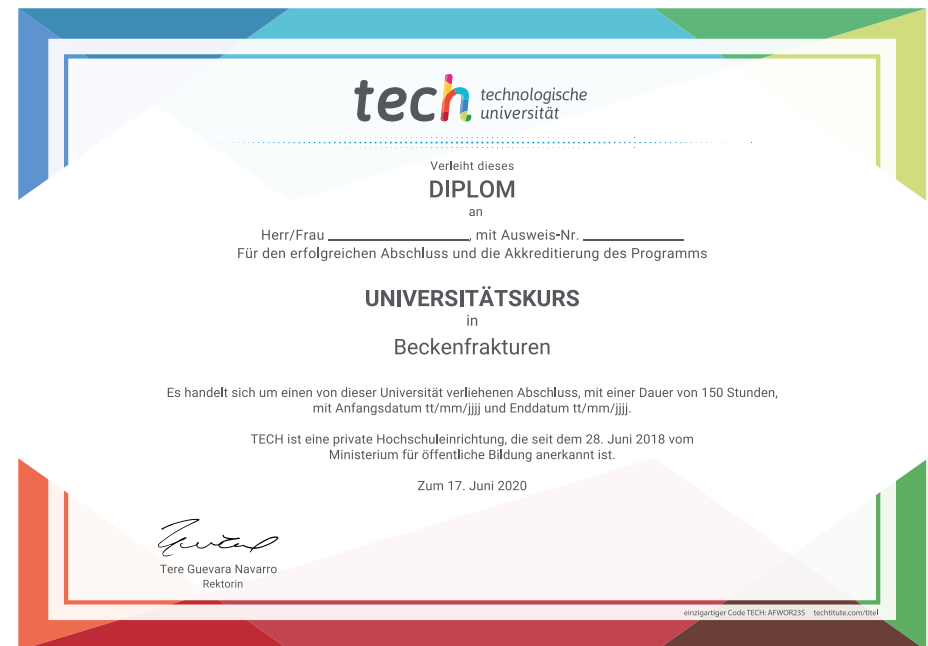 tech technologische
universität
Verleiht dieses
DIPLOM
an
Herr/Frau ____________, mit Ausweis-Nr. ____________
Für den erfolgreichen Abschluss und die Akkreditierung des Programms
UNIVERSITÄTSKURS
in
Beckenfrakturen
Es handelt sich um einen von dieser Universität verliehenen Abschluss, mit einer Dauer von 150 Stunden,
mit Anfangsdatum tt/mm/jjjj und Enddatum tt/mm/jjjj.
TECH ist eine private Hochschuleinrichtung, die seit dem 28. Juni 2018 vom
Ministerium für öffentliche Bildung anerkannt ist.
Zum 17. Juni 2020
Tere Guevara Navarro
Rektorin
einzigartiger Code TECH: AFWOR23S techtitute.com/titel